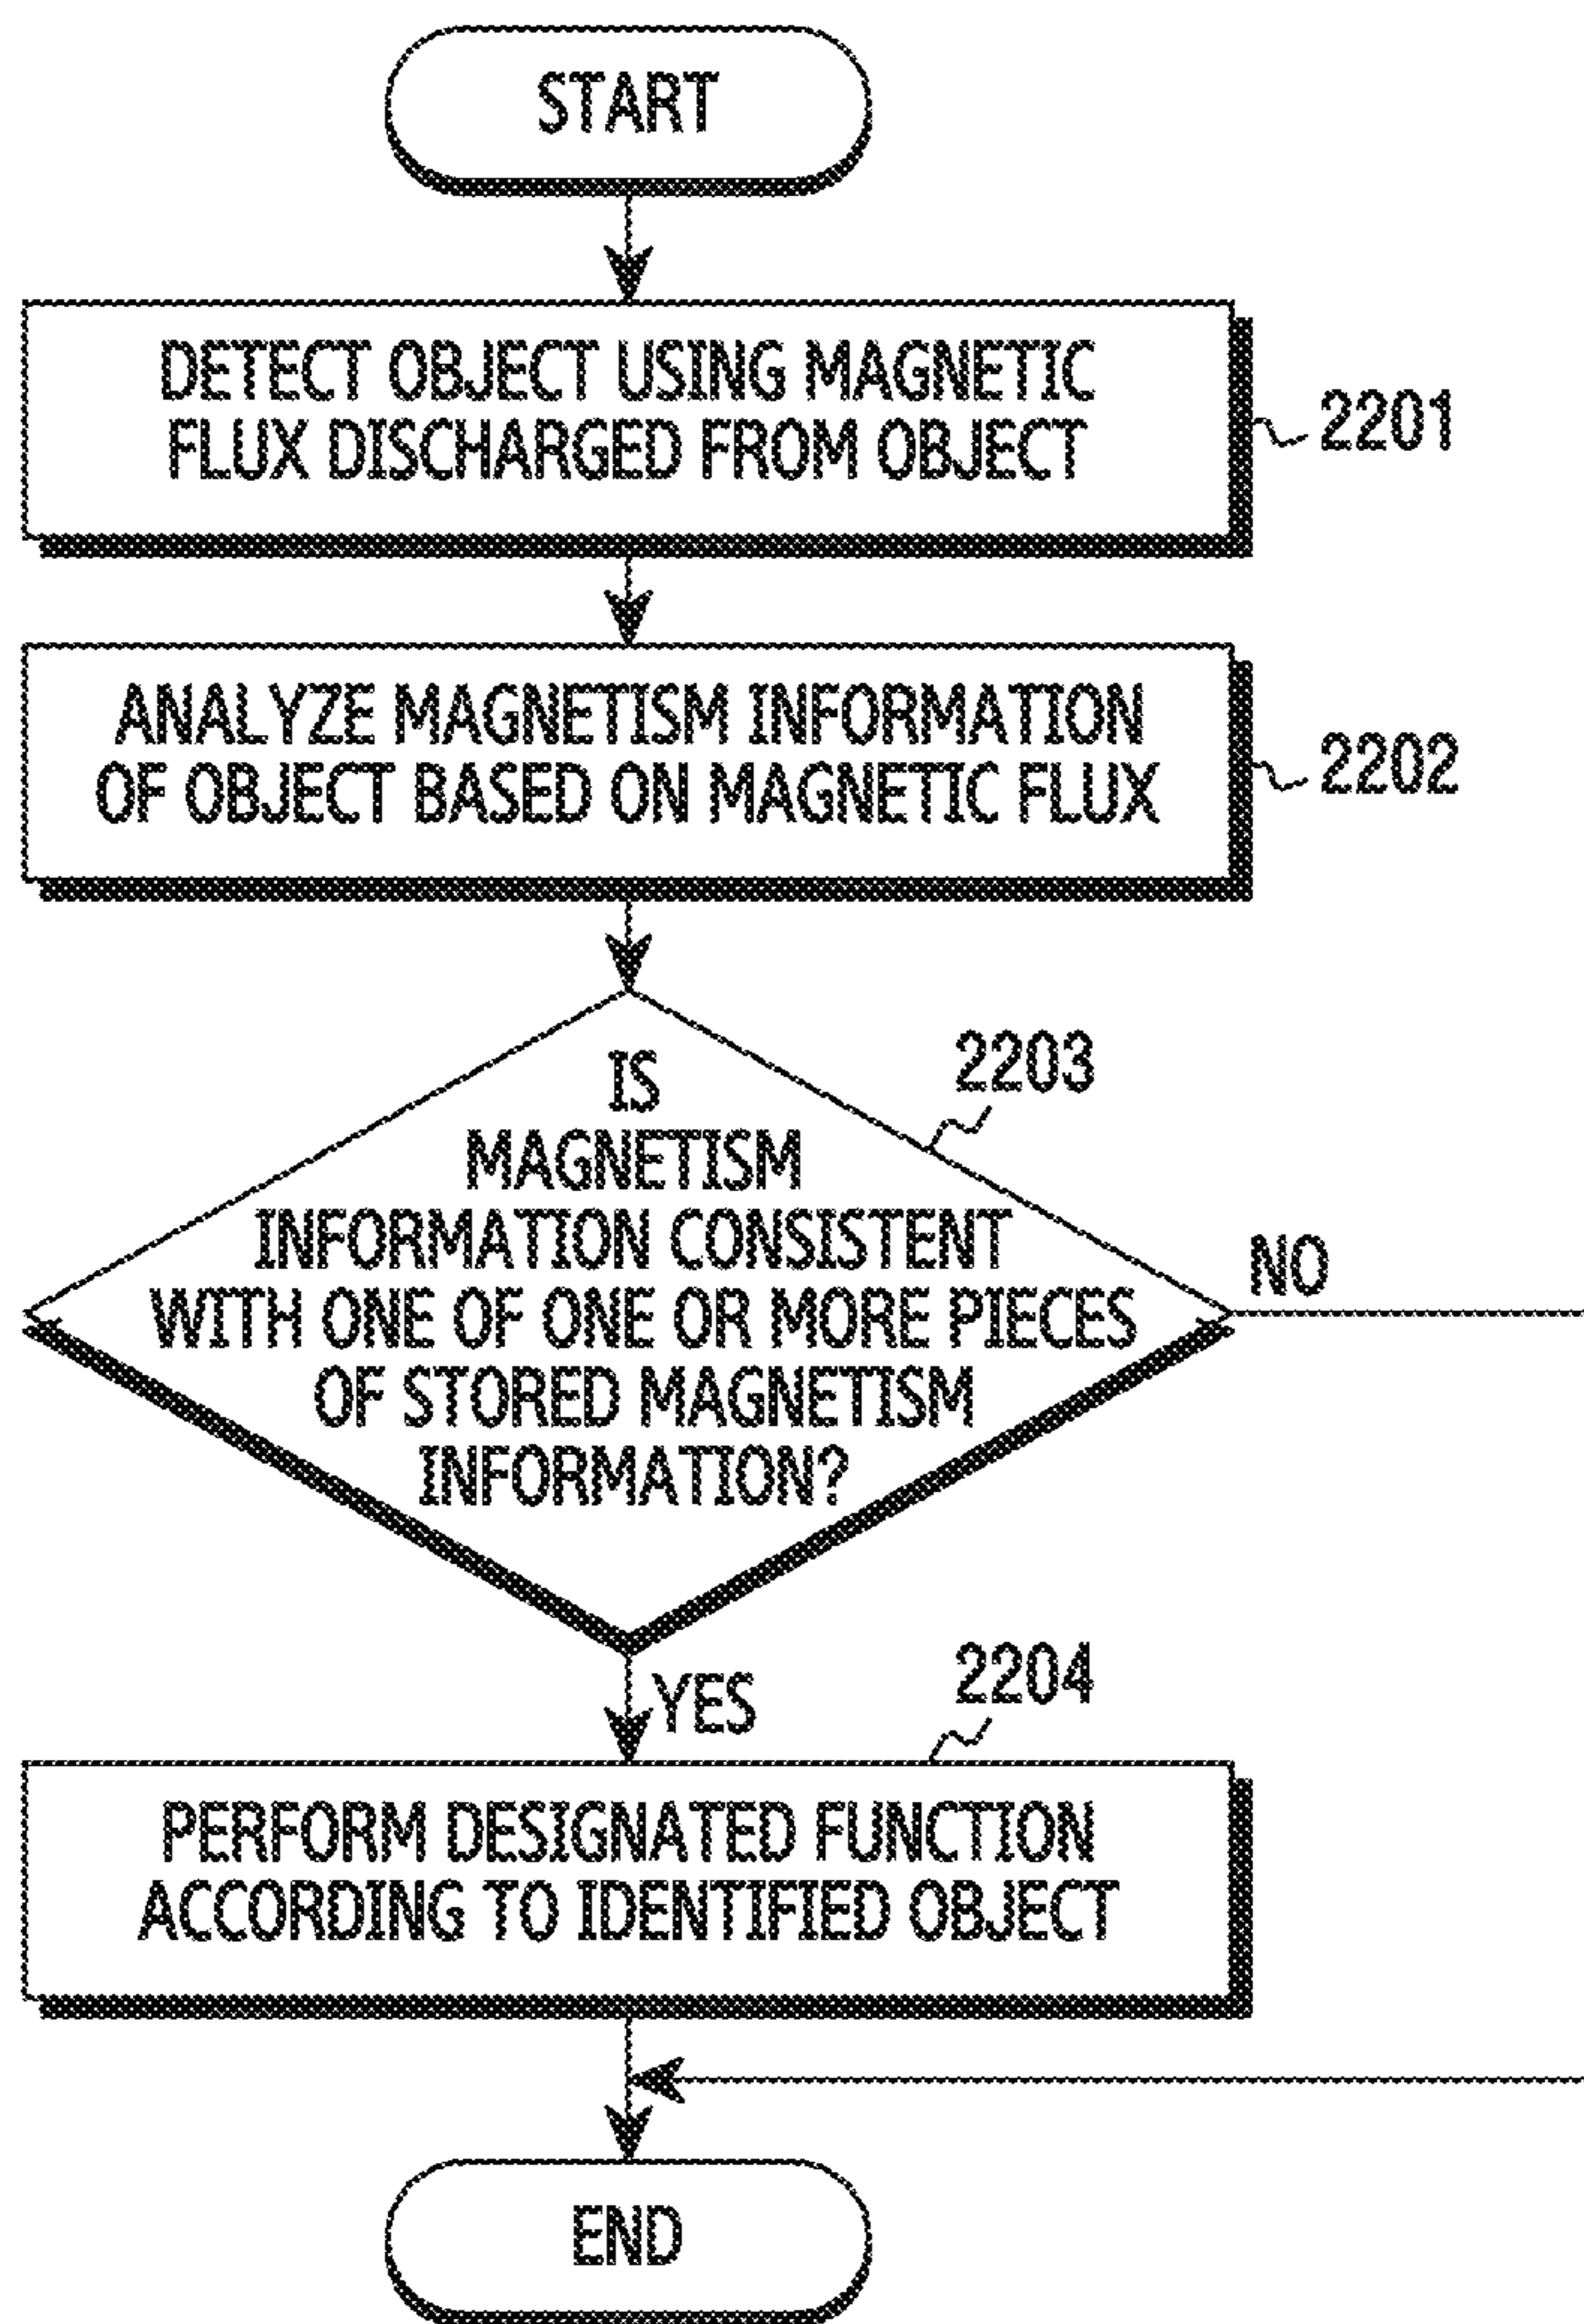 START
DETECT OBJECT USING MAGNETIC
FLUX DISCHARGED FROM OBJECT
2201
ANALYZE MAGNETISM INFORMATION
OF OBJECT BASED ON MAGNETIC FLUX
2202
IS
MAGNETISM
INFORMATION CONSISTENT
WITH ONE OF ONE OR MORE PIECES
OF STORED MAGNETISM
INFORMATION?
2203
NO
YES
2204
PERFORM DESIGNATED FUNCTION
ACCORDING TO IDENTIFIED OBJECT
END